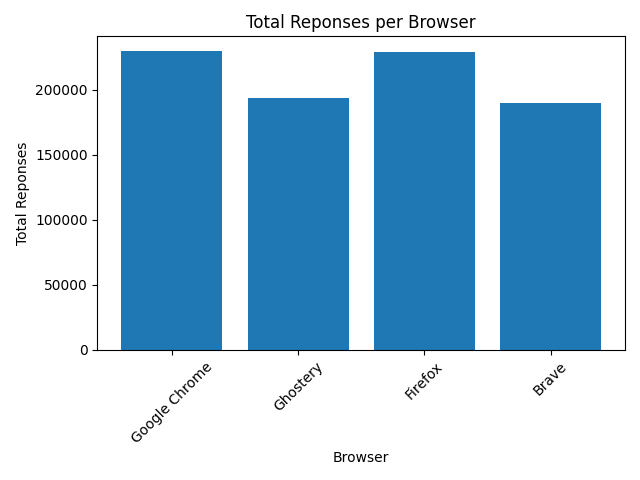 Total Reponses per Browser
Total Reponses
200000
150000
100000
50000
0
Google Chrome
Ghostery
Firefox
Brave
Browser